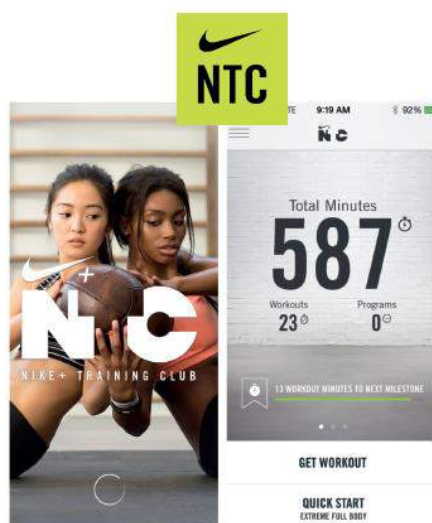 NTC
N+C
NIKE+ TRAINING CLUB
TE 9:19 AM 92%
N C
Total Minutes
587
Workouts Programs
23 0
13 WORKOUT MINUTES TO NEXT MILESTONE
GET WORKOUT
QUICK START
EXTREME FULL BODY